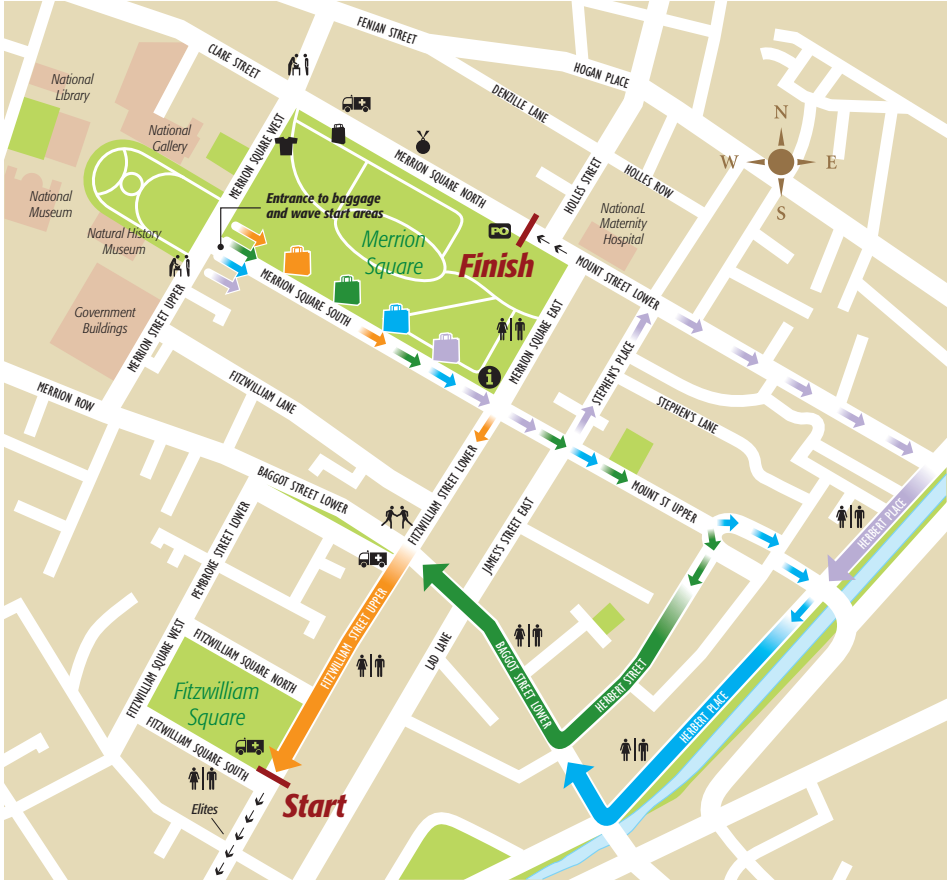 FENIAN STREET
CLARE STREET
HOGAN PLACE
National
Library
DENZILLE LANE
N
National
Gallery
MERRION SQUARE WEST
MERRION SQUARE NORTH
W
E
HOLLES STREET
HOLLES ROW
S
National
Museum
Entrance to baggage
and wave start areas
NationaL
Maternity
Hospital
Natural History
Museum
Merrion
Square
PO
Finish
MOUNT STREET LOWER
MERRION SQUARE SOUTH
Government
Buildings
MERRION STREET UPPER
MERRION SQUARE EAST
STEPHEN'S PLACE
i
MERRION ROW
FITZWILLIAM LANE
STEPHEN'S LANE
BAGGOT STREET LOWER
FITZWILLIAM STREET LOWER
MOUNT ST UPPER
JAMES'S STREET EAST
HERBERT PLACE
PEMBROKE STREET LOWER
FITZWILLIAM STREET UPPER
LAD LANE
BAGGOT STREET LOWER
HERBERT STREET
HERBERT PLACE
FITZWILLIAM SQUARE WEST
FITZWILLIAM SQUARE NORTH
Fitzwilliam
Square
FITZWILLIAM SQUARE SOUTH
Start
Elites